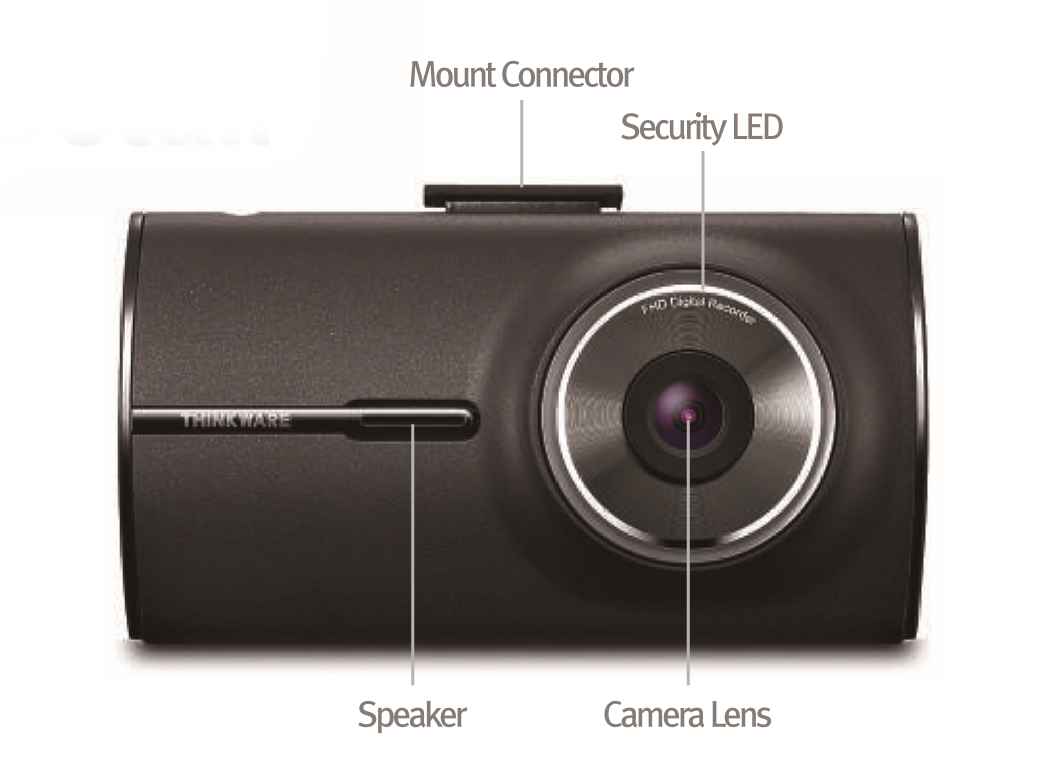 Mount Connector
Security LED
FHD Digital Recorder
THINKWARE
Speaker
Camera Lens